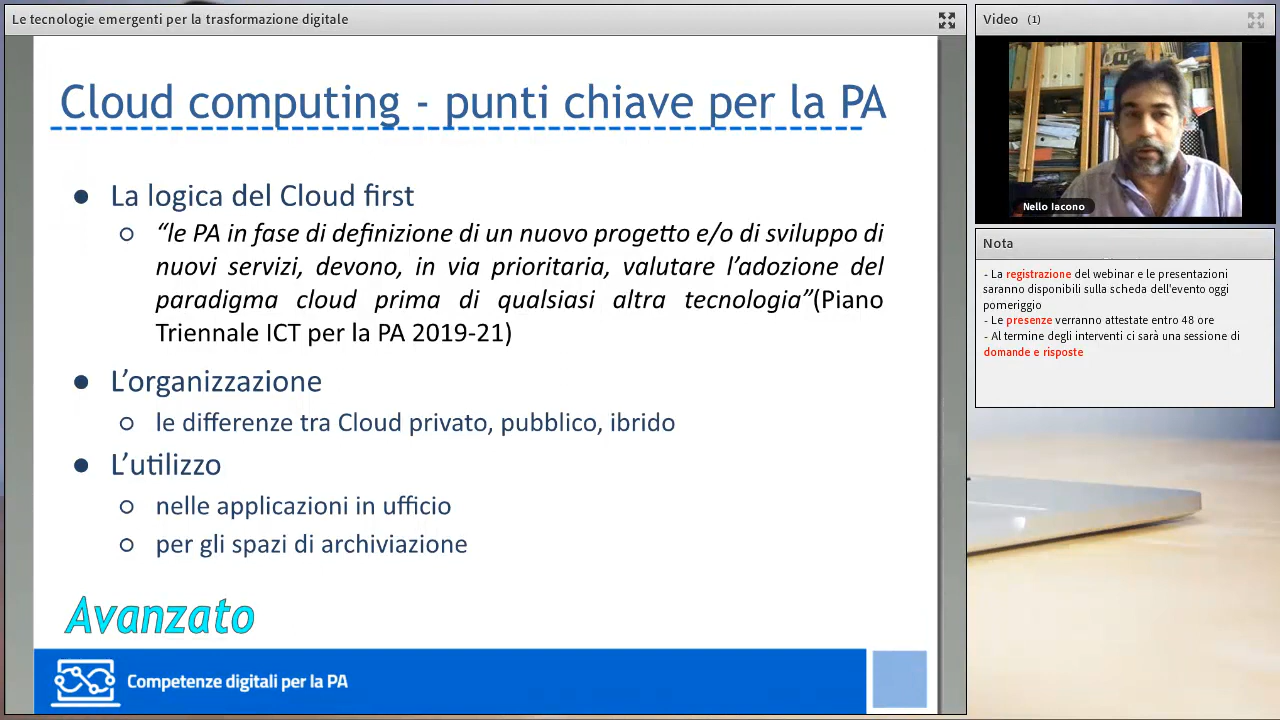 Le tecnologie emergenti per la trasformazione digitale
Cloud computing - punti chiave per la PA
● La logica del Cloud first
○ “le PA in fase di definizione di un nuovo progetto e/o di sviluppo di
nuovi servizi, devono, in via prioritaria, valutare l’adozione del
paradigma cloud prima di qualsiasi altra tecnologia”(Piano
Triennale ICT per la PA 2019-21)
● L’organizzazione
○ le differenze tra Cloud privato, pubblico, ibrido
● L’utilizzo
○ nelle applicazioni in ufficio
○ per gli spazi di archiviazione
Avanzato
Competenze digitali per la PA
Video (1)
Nello Iacono
Nota
- La registrazione del webinar e le presentazioni
saranno disponibili sulla scheda dell'evento oggi
pomeriggio
- Le presenze verranno attestate entro 48 ore
- Al termine degli interventi ci sarà una sessione di
domande e risposte